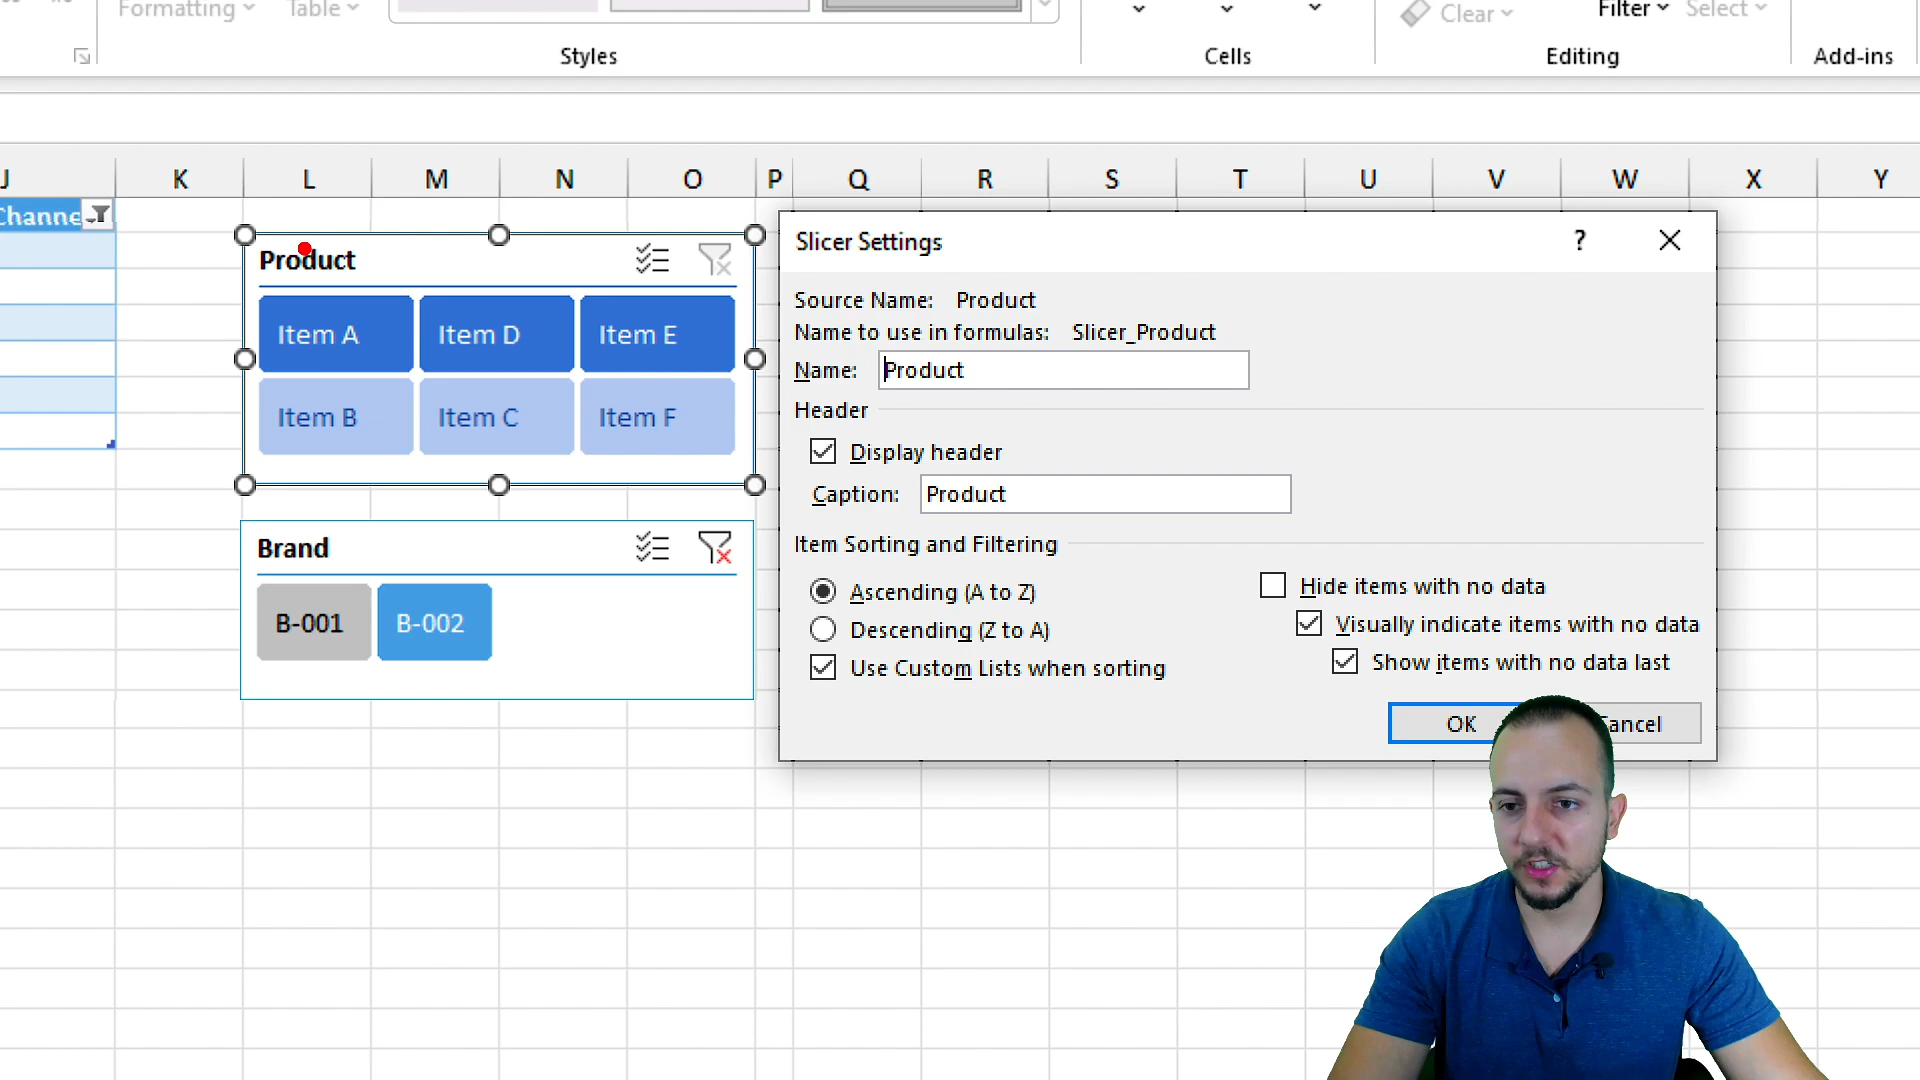 Formatting
Table
Clear
Filter
Select
Styles
Cells
Editing
Add-ins
J K L M N O P Q R S T U V W X Y
Channe
Product
Item A Item D Item E
Item B Item C Item F
Brand
B-001 B-002
Slicer Settings ?
Source Name: Product
Name to use in formulas: Slicer_Product
Name: Product
Header
Display header
Caption: Product
Item Sorting and Filtering
Ascending (A to Z)
Descending (Z to A)
Use Custom Lists when sorting
Hide items with no data
Visually indicate items with no data
Show items with no data last
OK
ancel